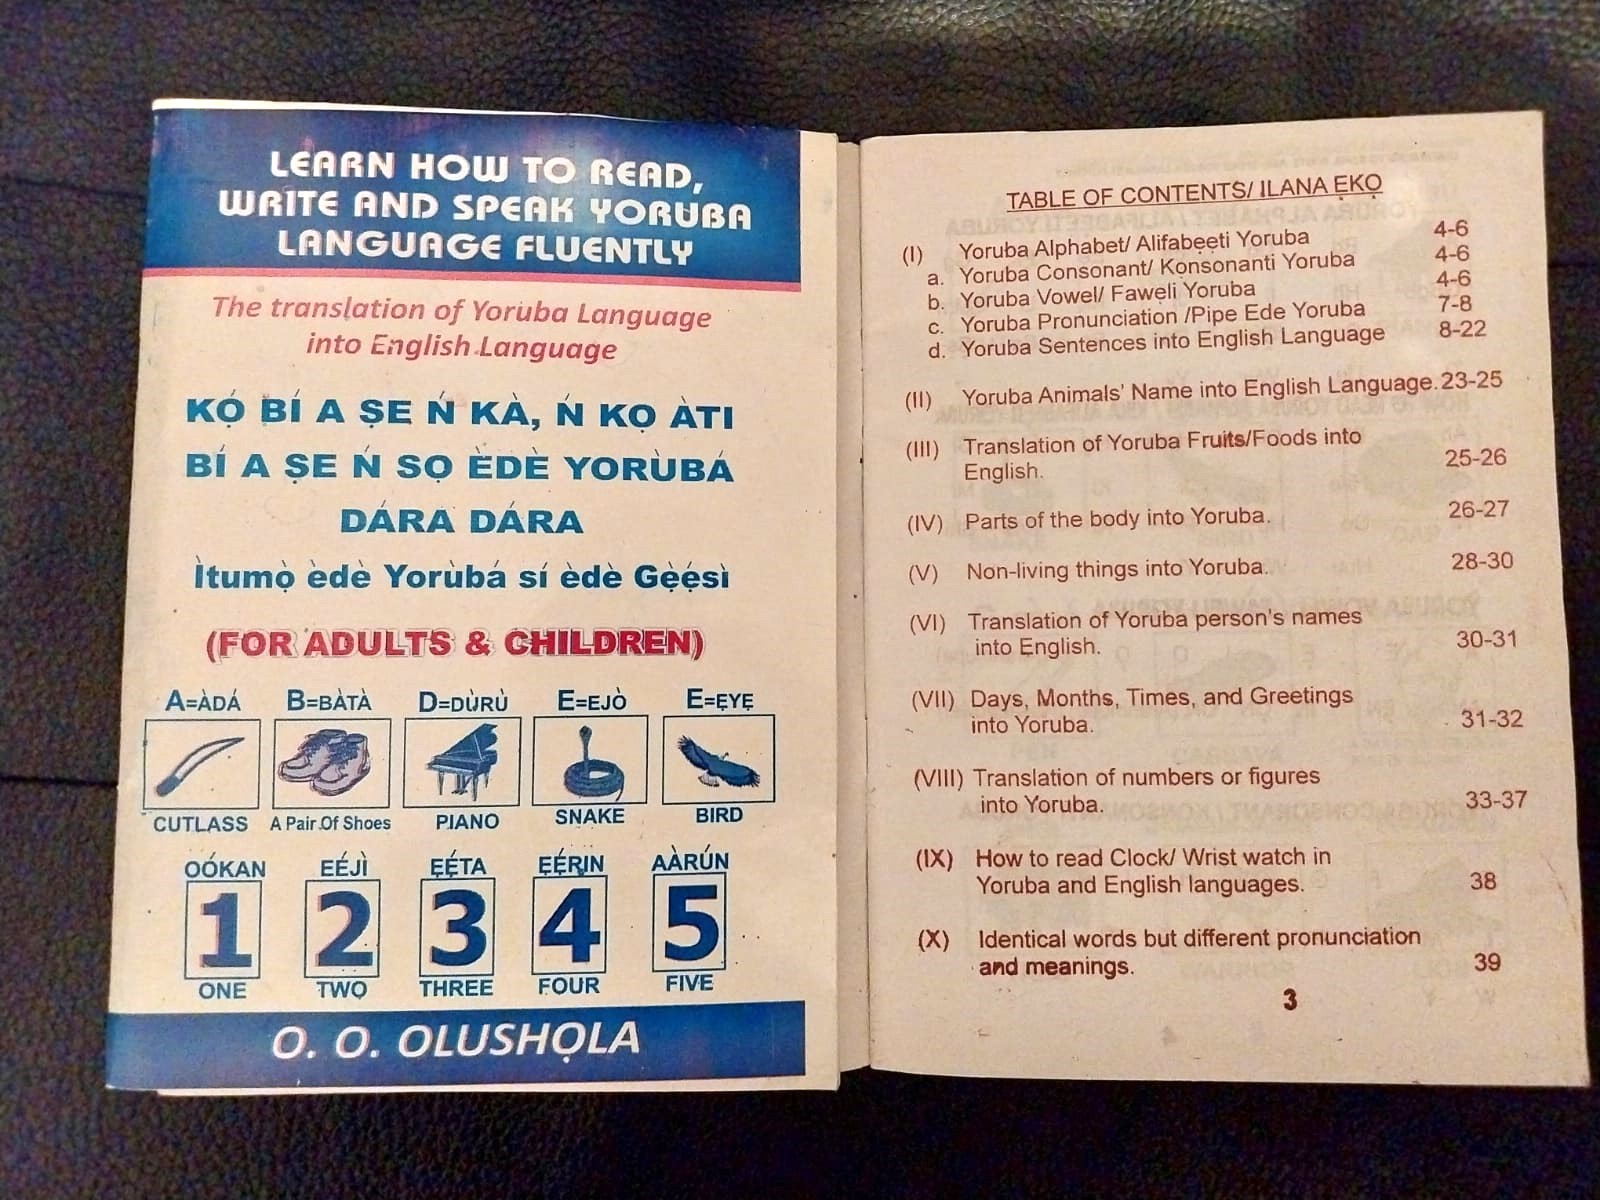 LEARN HOW TO READ,
WRITE AND SPEAK YORUBA
LANGUAGE FLUENTLY
The translation of Yoruba Language
into English Language
KỌ́ BÍ A ṢE Ń KÀ, Ń KỌ ÀTI
BÍ A ṢE Ń SỌ ÈDÈ YORÙBÁ
DÁRA DÁRA
Ìtumọ̀ èdè Yorùbá sí èdè Gẹ̀ẹ́sì
(FOR ADULTS & CHILDREN)
A=ÀDÁ B=BÀTÀ D=DÙRÙ E=EJÒ E=ẸYẸ
CUTLASS A Pair Of Shoes PIANO SNAKE BIRD
OÓKAN EÉJÌ ẸẸ́TA ẸẸ́RIN AÀRÚN
1 2 3 4 5
ONE TWO THREE FOUR FIVE
O. O. OLUSHỌLA
TABLE OF CONTENTS/ ILANA ẸKỌ
(I) Yoruba Alphabet/ Alifabẹẹti Yoruba 4-6
a. Yoruba Consonant/ Kọnsonanti Yoruba 4-6
b. Yoruba Vowel/ Fawẹli Yoruba 4-6
c. Yoruba Pronunciation /Pipe Ede Yoruba 7-8
d. Yoruba Sentences into English Language 8-22
(II) Yoruba Animals' Name into English Language. 23-25
(III) Translation of Yoruba Fruits/Foods into
English. 25-26
(IV) Parts of the body into Yoruba. 26-27
(V) Non-living things into Yoruba. 28-30
(VI) Translation of Yoruba person's names
into English. 30-31
(VII) Days, Months, Times, and Greetings
into Yoruba. 31-32
(VIII) Translation of numbers or figures
into Yoruba. 33-37
(IX) How to read Clock/ Wrist watch in
Yoruba and English languages. 38
(X) Identical words but different pronunciation
and meanings. 39
3